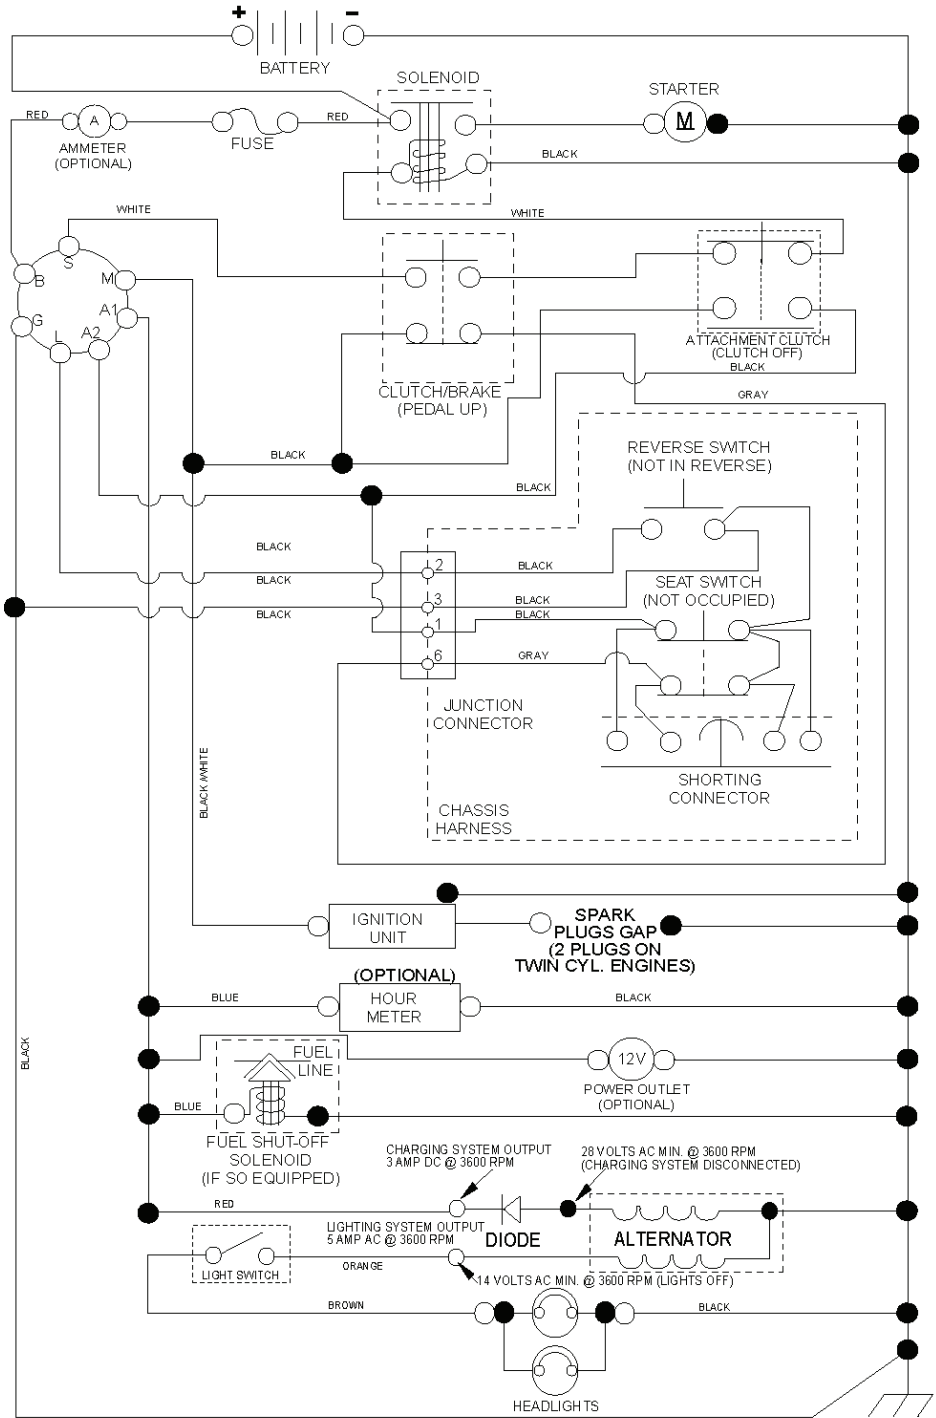 + −
BATTERY
SOLENOID
STARTER
RED
A
RED
M
FUSE
AMMETER
(OPTIONAL)
BLACK
WHITE
WHITE
S
B
M
A1
G
L
A2
ATTACHMENT CLUTCH
(CLUTCH OFF)
BLACK
CLUTCH/BRAKE
(PEDAL UP)
GRAY
BLACK
REVERSE SWITCH
(NOT IN REVERSE)
BLACK
BLACK
2
BLACK
BLACK
SEAT SWITCH
(NOT OCCUPIED)
3
BLACK
BLACK
BLACK
1
6
GRAY
JUNCTION
CONNECTOR
BLACK/WHITE
SHORTING
CONNECTOR
CHASSIS
HARNESS
IGNITION
UNIT
SPARK
PLUGS GAP
(2 PLUGS ON
TWIN CYL. ENGINES)
(OPTIONAL)
BLUE
HOUR
METER
BLACK
BLACK
FUEL
LINE
12V
POWER OUTLET
(OPTIONAL)
BLUE
FUEL SHUT-OFF
SOLENOID
(IF SO EQUIPPED)
CHARGING SYSTEM OUTPUT
3 AMP DC @ 3600 RPM
28 VOLTS AC MIN. @ 3600 RPM
(CHARGING SYSTEM DISCONNECTED)
RED
LIGHTING SYSTEM OUTPUT
5 AMP AC @ 3600 RPM
DIODE
ALTERNATOR
LIGHT SWITCH
ORANGE
14 VOLTS AC MIN. @ 3600 RPM (LIGHTS OFF)
BROWN
BLACK
HEADLIGHTS